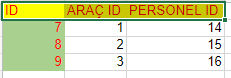 ID ARAÇ ID PERSONEL ID
7 1 14
8 2 15
9 3 16